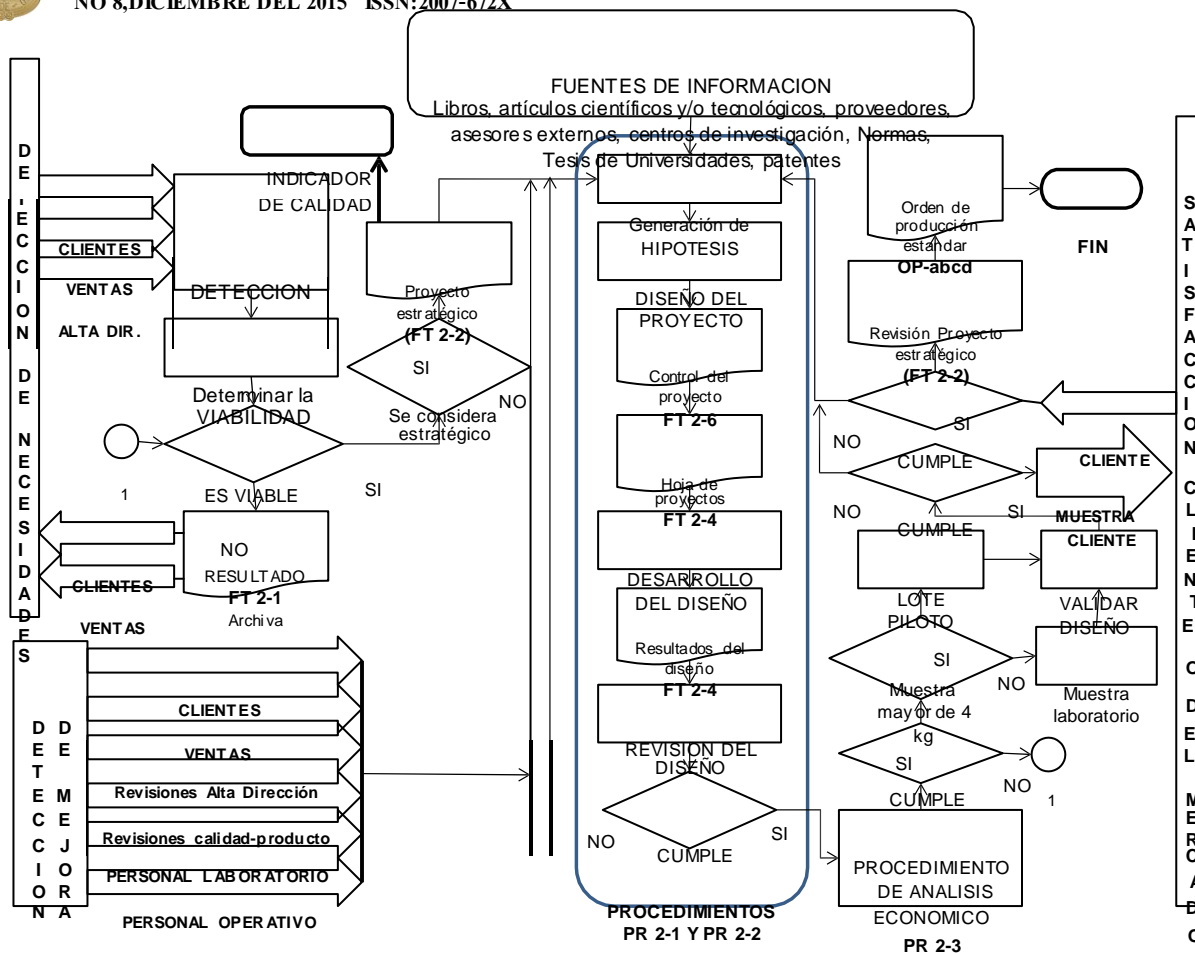 NO 8,DICIEMBRE DEL 2015 ISSN:2007-672X
FUENTES DE INFORMACION
Libros, artículos científicos y/o tecnológicos, proveedores,
asesores externos, centros de investigación, Normas,
Tesis de Universidades, patentes
INDICADOR
DE CALIDAD
CLIENTES
VENTAS
ALTA DIR.
DETECCION
DE NECESIDADES
DETECCION
Determinar la
VIABILIDAD
1
ES VIABLE
SI
NO
RESULTADO
FT 2-1
Archiva
CLIENTES
VENTAS
Proyecto
estratégico
(FT 2-2)
SI
NO
Se considera
estratégico
DETECCION
DE MEJORA
CLIENTES
VENTAS
Revisiones Alta Dirección
Revisiones calidad-producto
PERSONAL LABORATORIO
PERSONAL OPERATIVO
Generación de
HIPOTESIS
DISEÑO DEL
PROYECTO
Control del
proyecto
FT 2-6
Hoja de
proyectos
FT 2-4
DESARROLLO
DEL DISEÑO
Resultados del
diseño
FT 2-4
REVISION DEL
DISEÑO
NO
SI
CUMPLE
PROCEDIMIENTOS
PR 2-1 Y PR 2-2
Orden de
producción
estándar
OP-abcd
FIN
Revisión Proyecto
estratégico
(FT 2-2)
SI
NO
CUMPLE
CLIENTE
NO
SI
CUMPLE
MUESTRA
CLIENTE
LOTE
PILOTO
VALIDAR
DISEÑO
SI
NO
Muestra
mayor de 4
kg
Muestra
laboratorio
SI
NO
1
CUMPLE
PROCEDIMIENTO
DE ANALISIS
ECONOMICO
PR 2-3
SATISFACCION CLIENTE
O DEL MERCADO